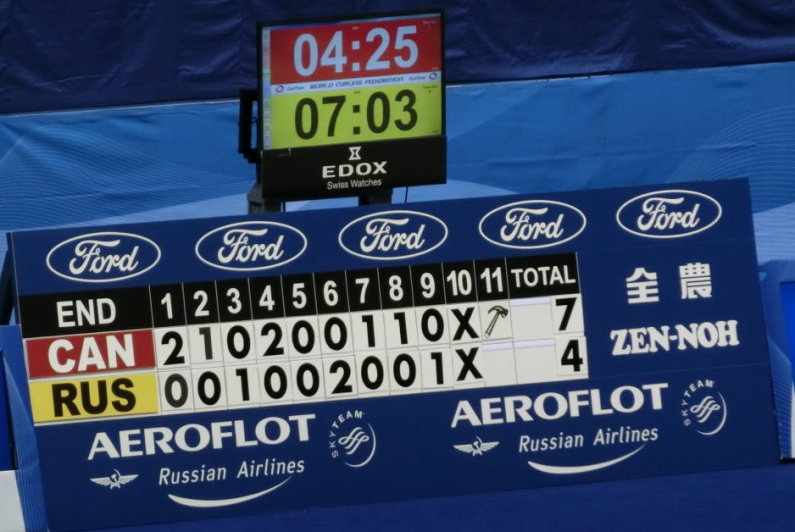 04:25
WORLD CURLING FEDERATION
07:03
EDOX
Swiss Watches
Ford Ford Ford Ford Ford
END 1 2 3 4 5 6 7 8 9 10 11 TOTAL
CAN 2 1 0 2 0 0 1 1 0 X 7
RUS 0 0 1 0 0 2 0 0 1 X 4
全農
ZEN-NOH
AEROFLOT SKYTEAM AEROFLOT SKYTEAM
Russian Airlines Russian Airlines